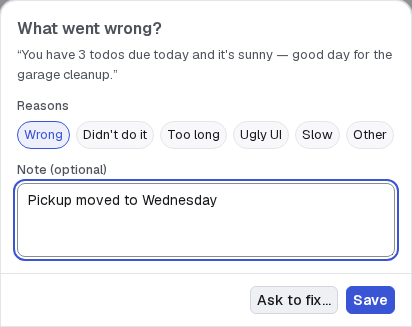 What went wrong?
“You have 3 todos due today and it's sunny — good day for the
garage cleanup.”
Reasons
Wrong Didn't do it Too long Ugly UI Slow Other
Note (optional)
Pickup moved to Wednesday
Ask to fix... Save